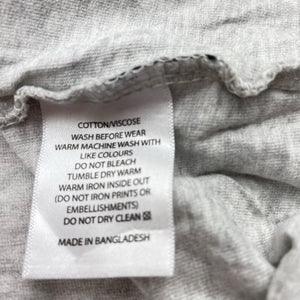 COTTON/VISCOSE
WASH BEFORE WEAR
WARM MACHINE WASH WITH
LIKE COLOURS
DO NOT BLEACH
TUMBLE DRY WARM
WARM IRON INSIDE OUT
(DO NOT IRON PRINTS OR
EMBELLISHMENTS)
DO NOT DRY CLEAN
MADE IN BANGLADESH